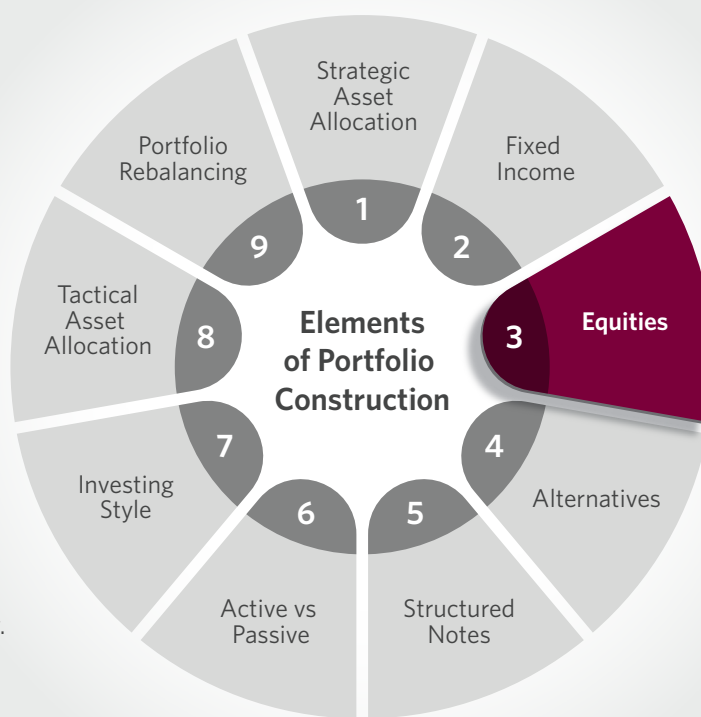 Elements
of Portfolio
Construction
1
Strategic
Asset
Allocation
2
Fixed
Income
3
Equities
4
Alternatives
5
Structured
Notes
6
Active vs
Passive
7
Investing
Style
8
Tactical
Asset
Allocation
9
Portfolio
Rebalancing
.